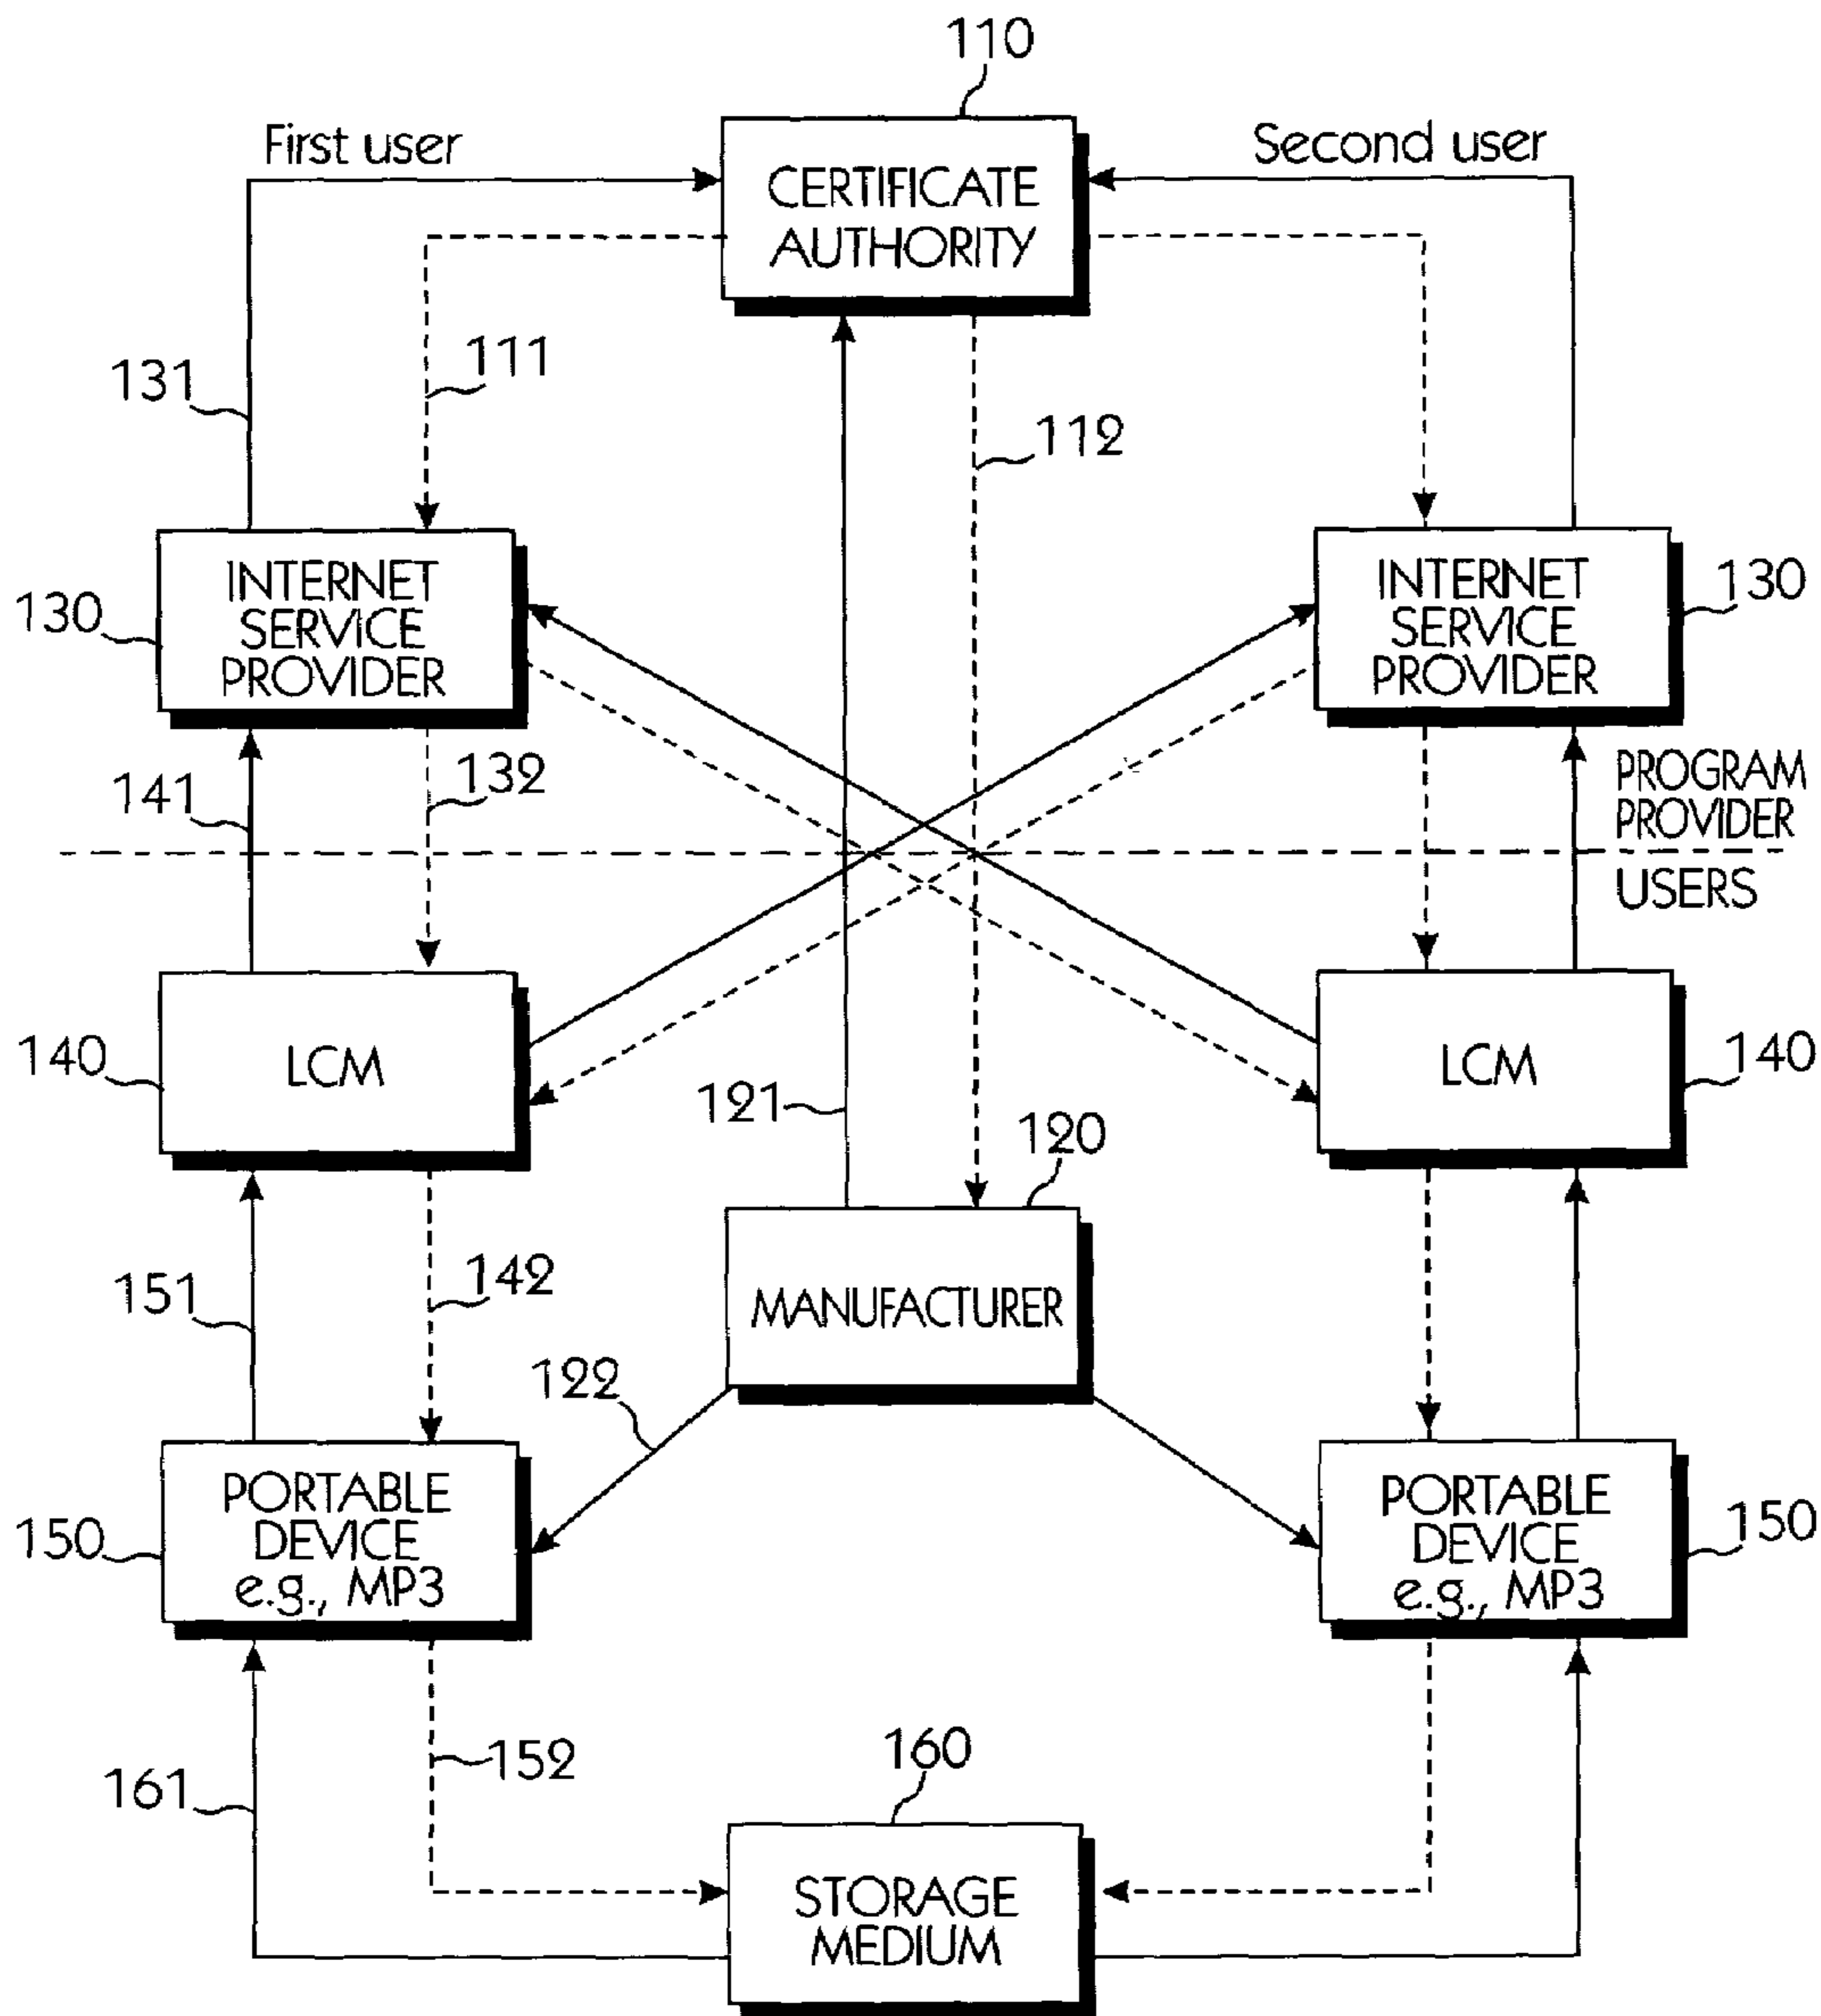 110
First user
Second user
CERTIFICATE
AUTHORITY
131
111
112
130
INTERNET
SERVICE
PROVIDER
INTERNET
SERVICE
PROVIDER
130
141
132
PROGRAM
PROVIDER
USERS
140
LCM
LCM
140
121
120
151
142
MANUFACTURER
122
150
PORTABLE
DEVICE
e.g., MP3
PORTABLE
DEVICE
e.g., MP3
150
161
152
160
STORAGE
MEDIUM